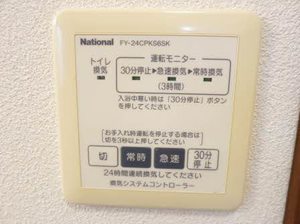 National FY-24CPKS6SK
トイレ
換気
運転モニター
30分停止▶急速換気▶常時換気
(3時間)
入浴中寒い時は「30分停止」ボタン
を押してください
お手入れ時運転を停止する場合は
切を3秒以上押してください
切 常時 急速 30分
停止
24時間連続換気してください
換気システムコントローラー